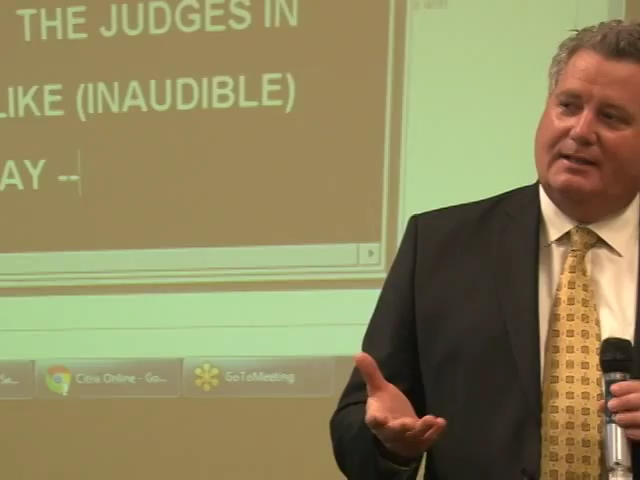 THE JUDGES IN
LIKE (INAUDIBLE)
AY --
Citrix Online - Go...
GoToMeeting